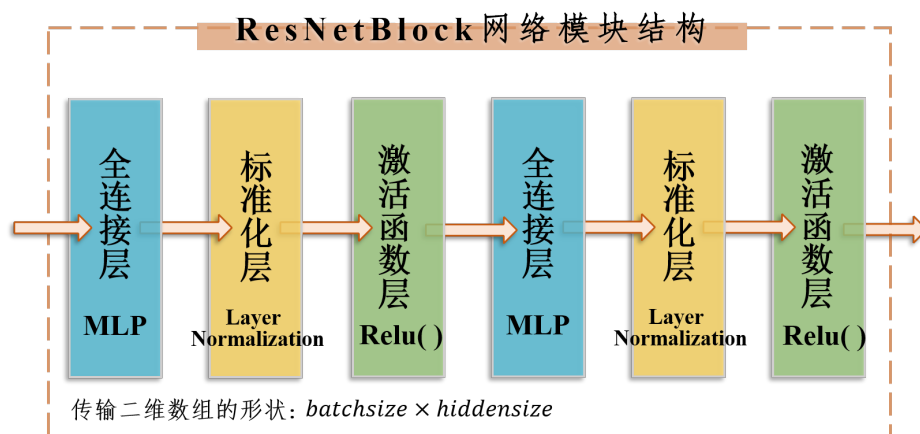 ResNetBlock网络模块结构
全连接层
MLP
标准化层
Layer
Normalization
激活函数层
Relu( )
全连接层
MLP
标准化层
Layer
Normalization
激活函数层
Relu( )
传输二维数组的形状: batchsize × hiddensize